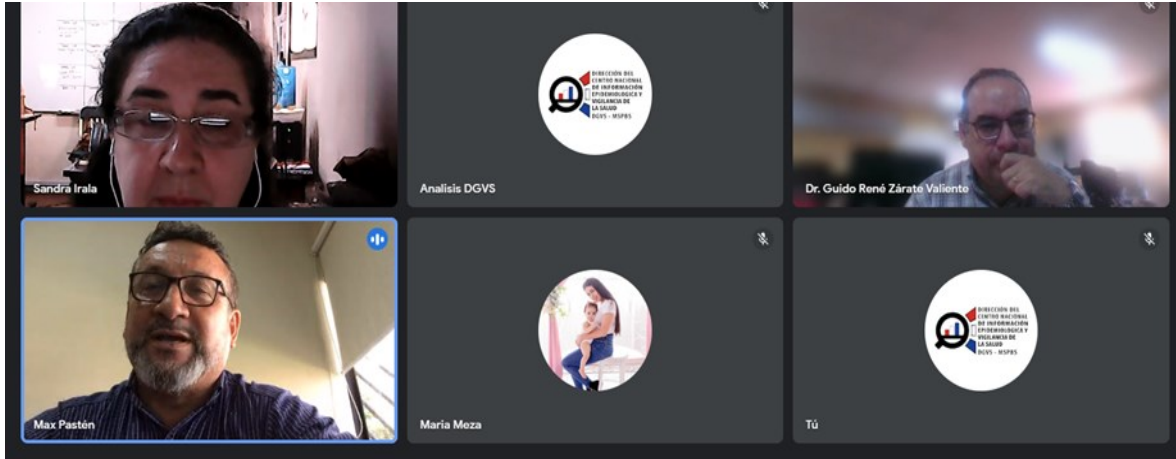 Sandra Irala
DIRECCIÓN DEL
CENTRO NACIONAL
DE INFORMACIÓN
EPIDEMIOLOGICA Y
VIGILANCIA DE
LA SALUD
DGVS - MSPBS
Analisis DGVS
Dr. Guido René Zárate Valiente
Max Pastén
Maria Meza
DIRECCIÓN DEL
CENTRO NACIONAL
DE INFORMACIÓN
EPIDEMIOLOGICA Y
VIGILANCIA DE
LA SALUD
DGVS - MSPBS
Tú